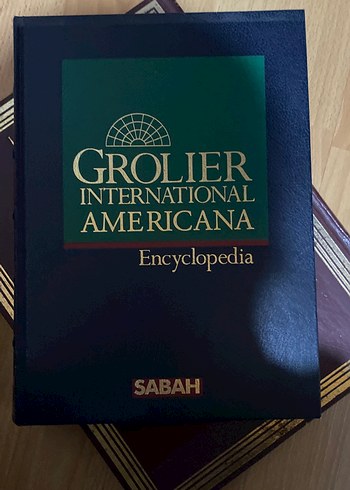 GROLIER
INTERNATIONAL
AMERICANA
Encyclopedia
SABAH